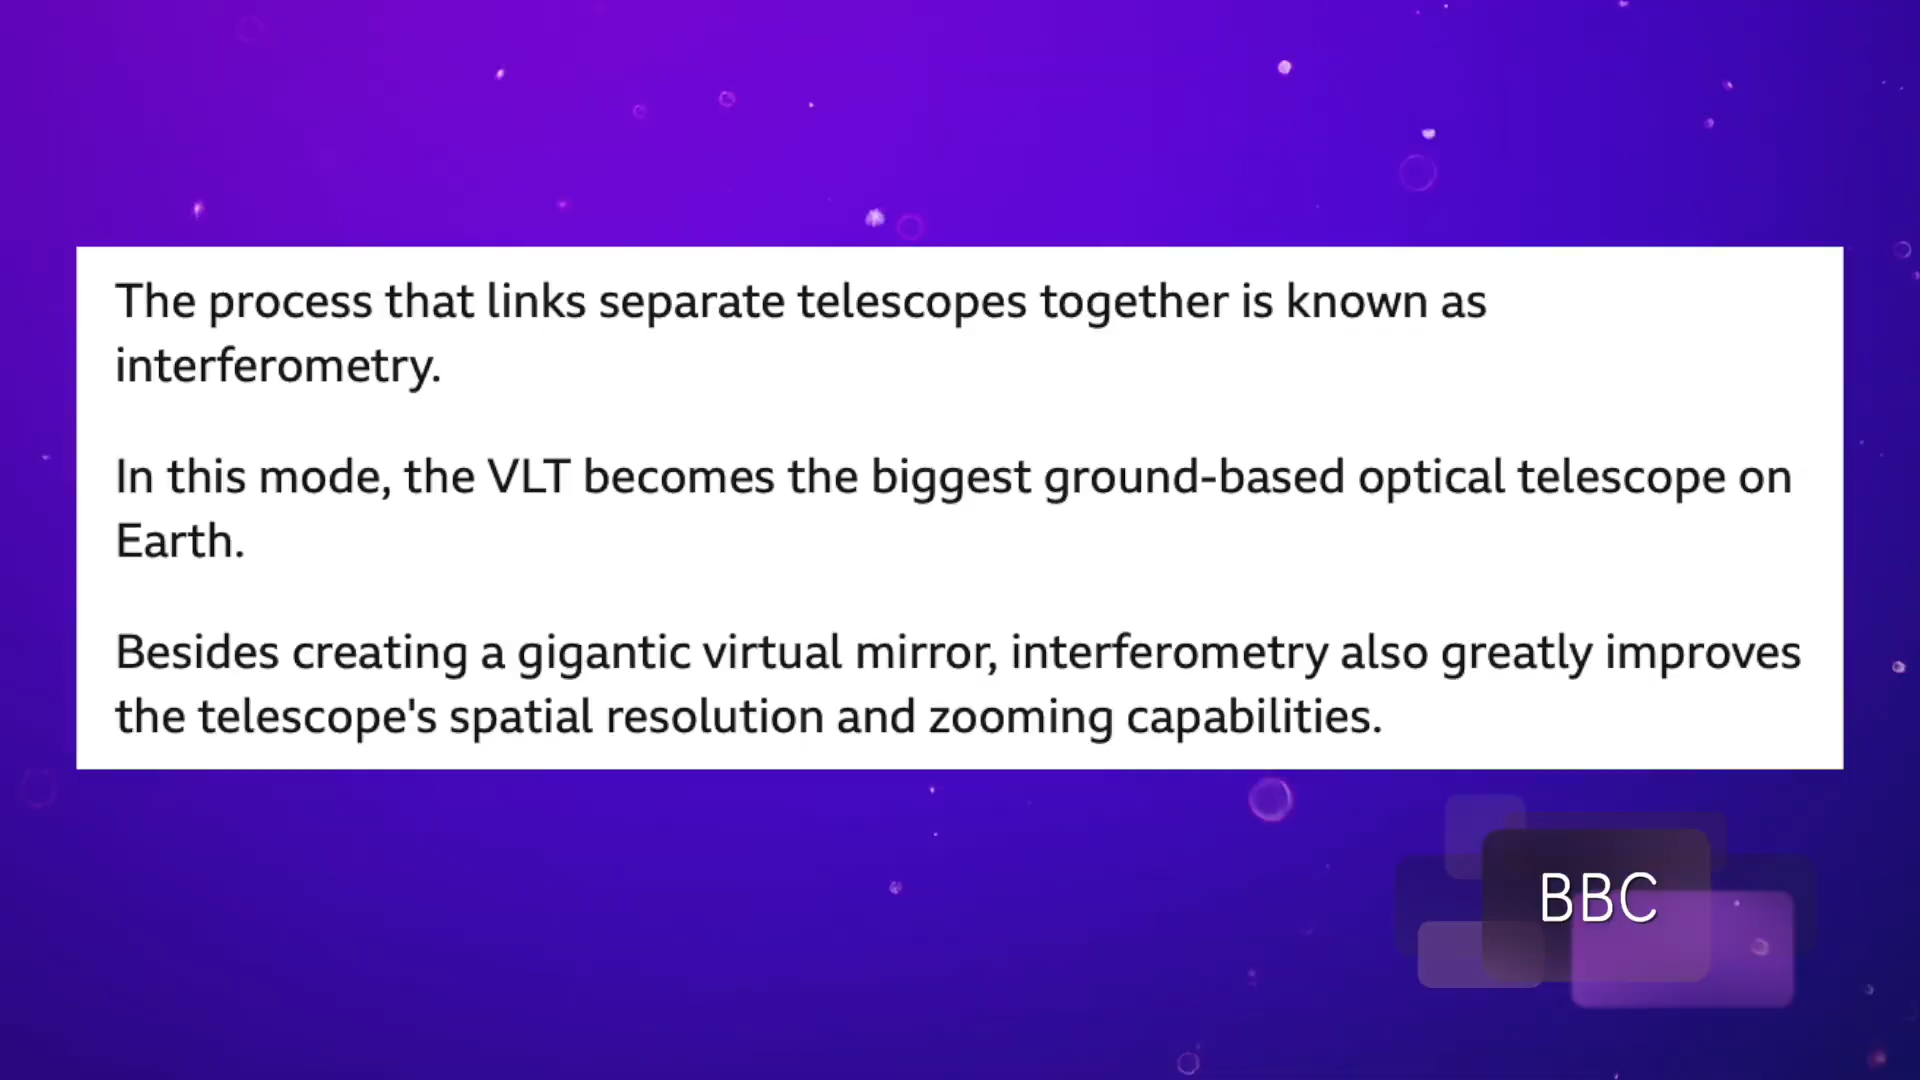 The process that links separate telescopes together is known as
interferometry.
In this mode, the VLT becomes the biggest ground-based optical telescope on
Earth.
Besides creating a gigantic virtual mirror, interferometry also greatly improves
the telescope's spatial resolution and zooming capabilities.
BBC